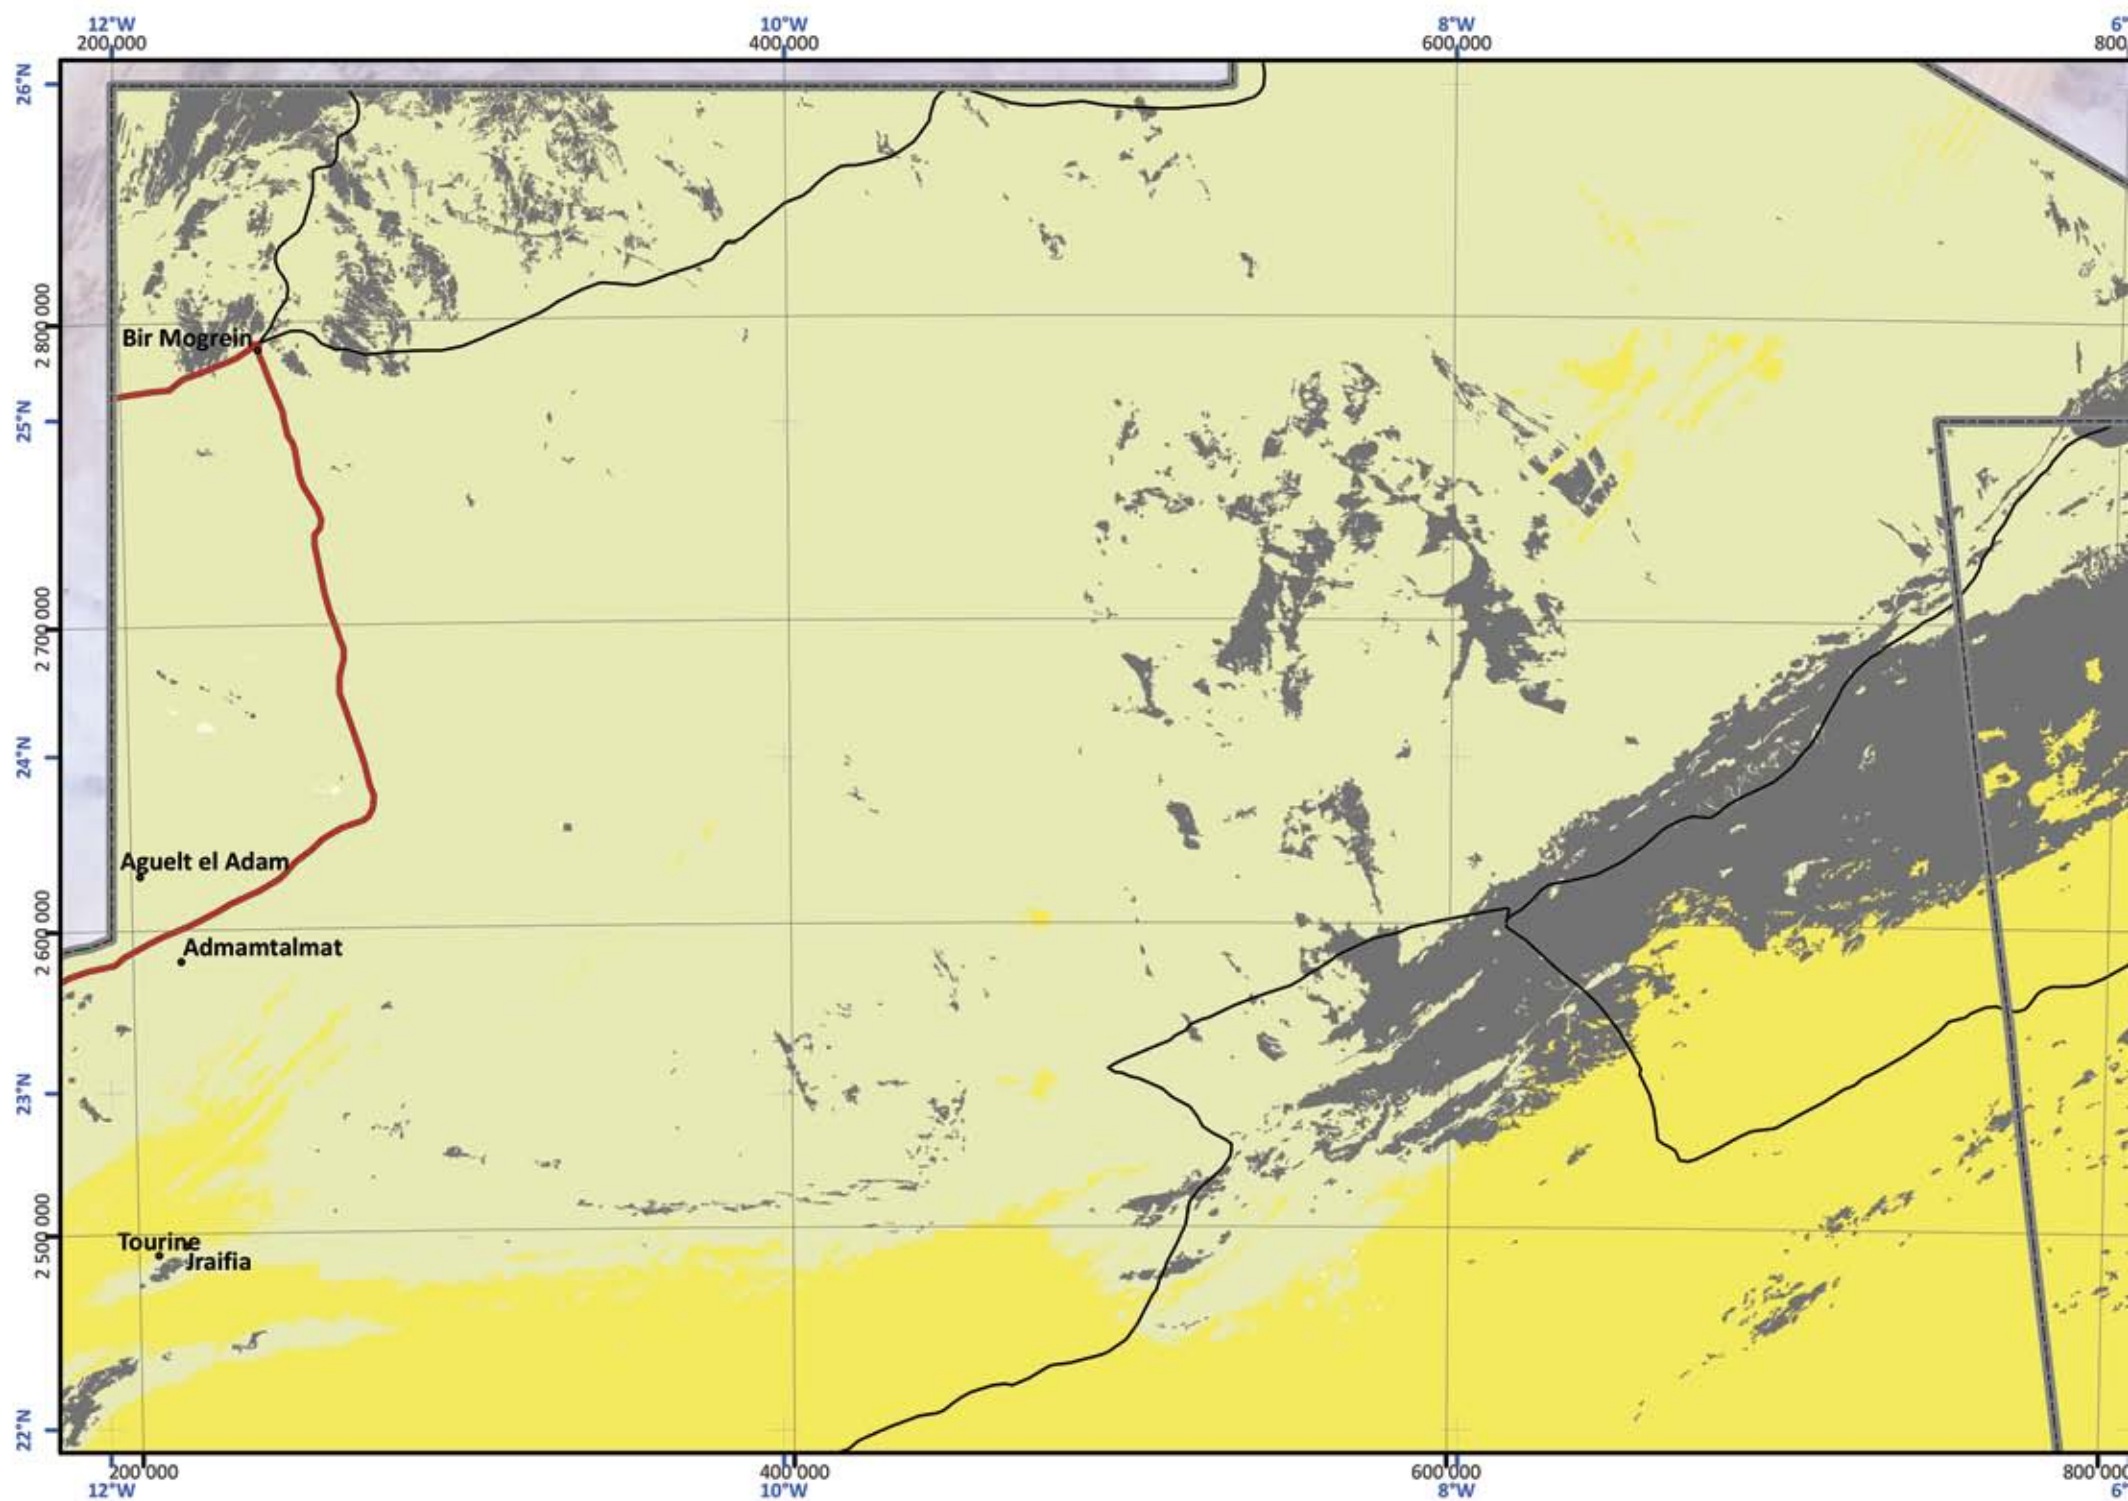 12°W 10°W 8°W 6°
200 000 400 000 600 000 800
26°N
2 800 000
Bir Mogrein
25°N
2 700 000
24°N
Aguelt el Adam
2 600 000
Admamtalmat
23°N
2 500 000
Tourine
Jraifia
22°N
200 000 400 000 600 000 800 000
12°W 10°W 8°W 6°